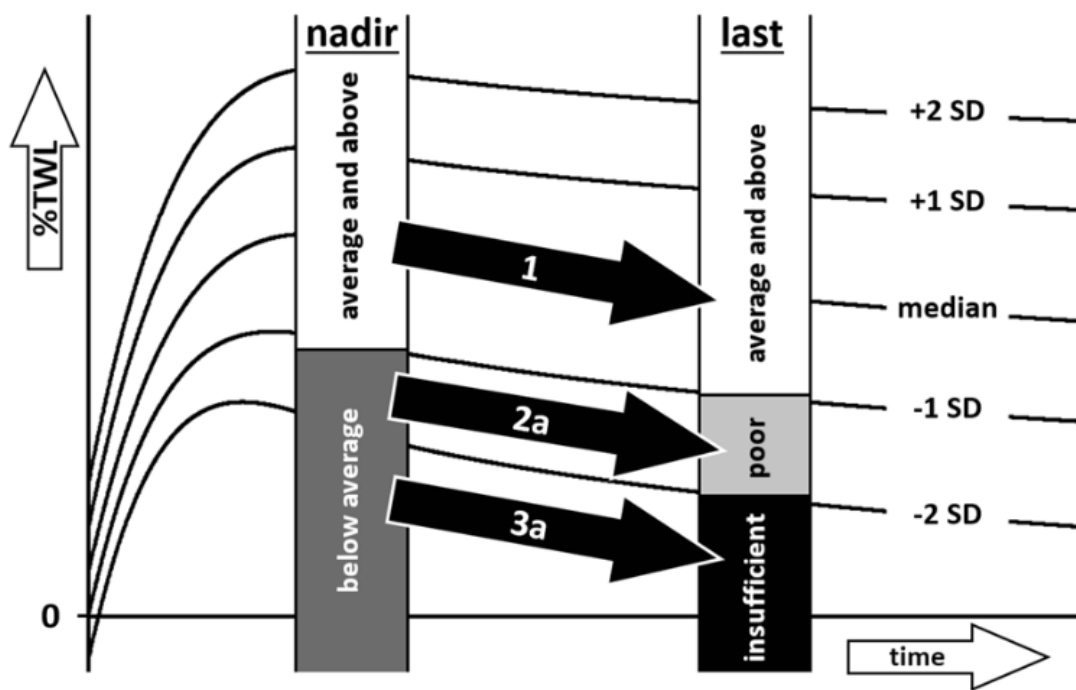 nadir
last
%TWL
average and above
average and above
+2 SD
+1 SD
1
median
below average
2a
poor
-1 SD
3a
insufficient
-2 SD
0
time